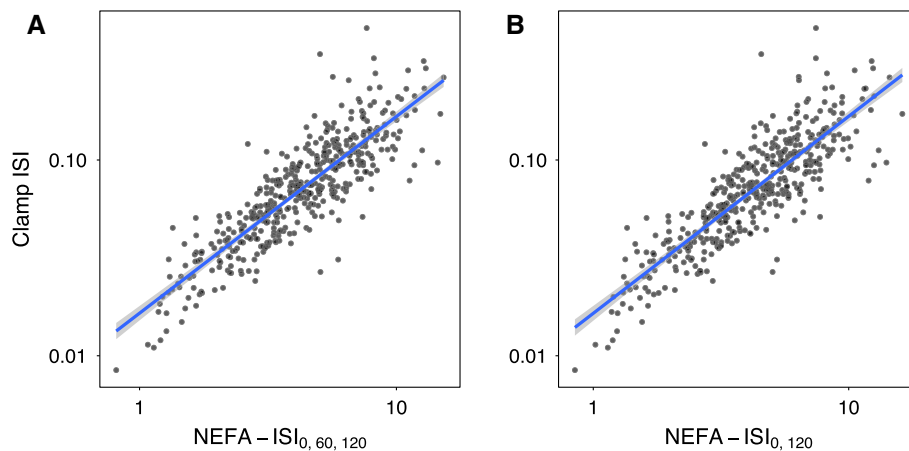 A
B
Clamp ISI
0.10
0.01
1
10
NEFA – ISI0, 60, 120
0.10
0.01
1
10
NEFA – ISI0, 120